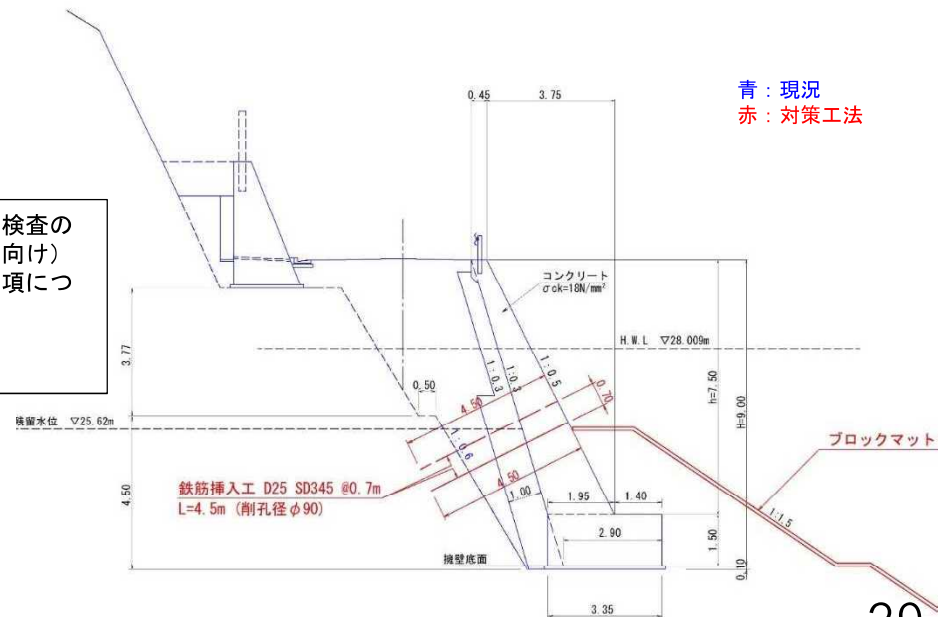 青：現況
赤：対策工法
検査の
向け）
項につ
0.45
3.75
コンクリート
σck=18N/mm²
H.W.L ▽28.009m
1:0.3
1:0.3
1:0.5
3.77
0.50
4.50
0.70
h=7.50
H=9.00
残留水位 ▽25.62m
1:0.6
ブロックマット
鉄筋挿入工 D25 SD345 @0.7m
L=4.5m (削孔径φ90)
4.50
4.50
1.00
1.95
1.40
2.90
1:1.5
1.50
擁壁底面
0.10
3.35